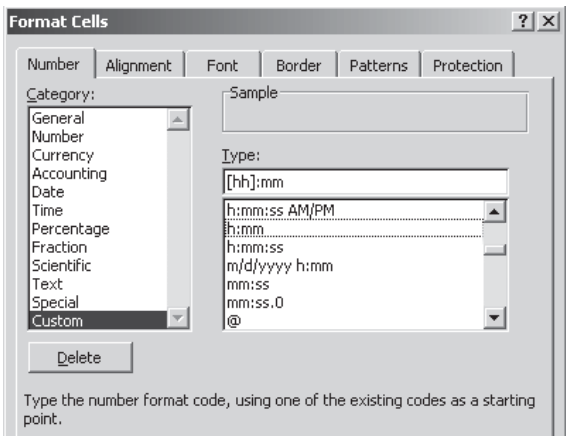 Format Cells
? ×
Number Alignment Font Border Patterns Protection
Category:
General
Number
Currency
Accounting
Date
Time
Percentage
Fraction
Scientific
Text
Special
Custom
Sample
Type:
[hh]:mm
h:mm:ss AM/PM
h:mm
h:mm:ss
m/d/yyyy h:mm
mm:ss
mm:ss.0
@
Delete
Type the number format code, using one of the existing codes as a starting
point.